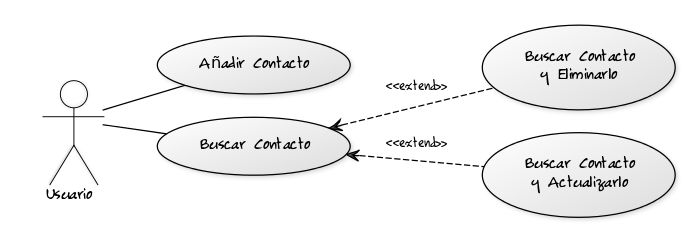 Añadir Contacto
Buscar Contacto
Usuario
<<extend>>
<<extend>>
Buscar Contacto
y Eliminarlo
Buscar Contacto
y Actualizarlo